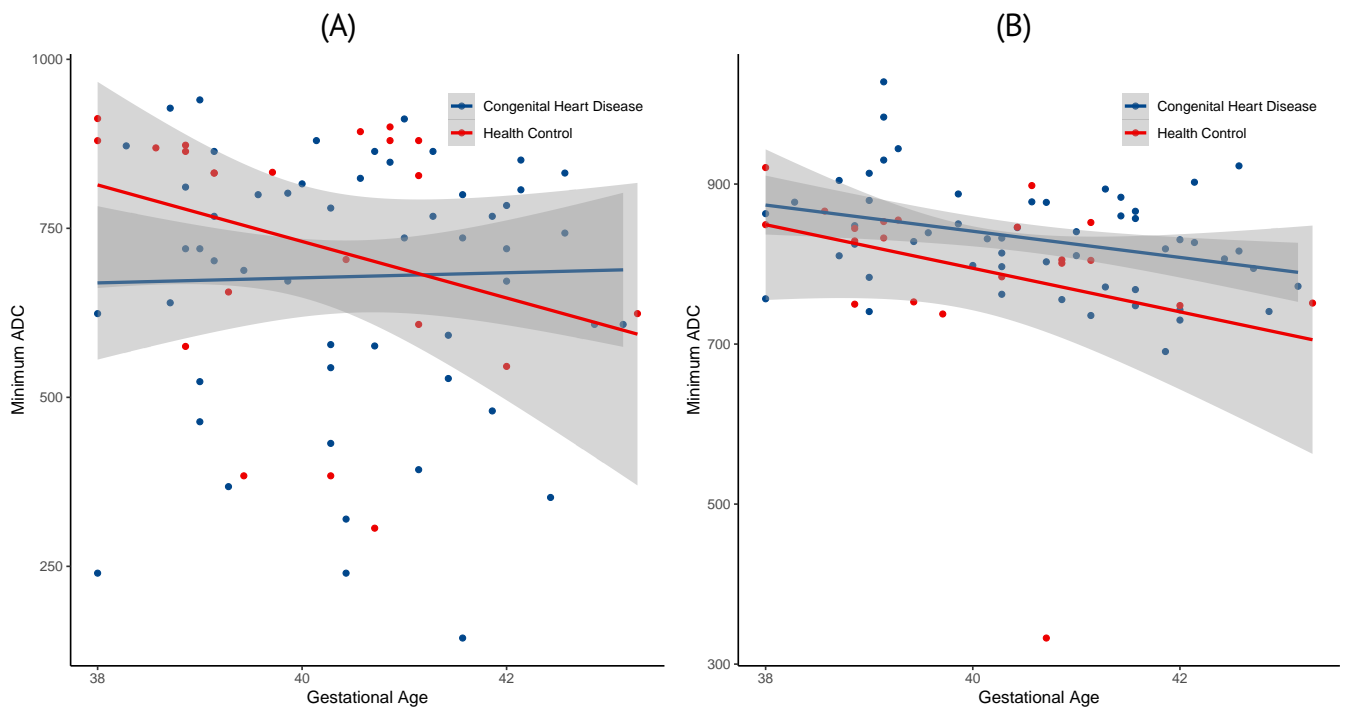 (A)
1000
750
500
250
38
40
42
Minimum ADC
Gestational Age
Congenital Heart Disease
Health Control
(B)
900
700
500
300
38
40
42
Minimum ADC
Gestational Age
Congenital Heart Disease
Health Control